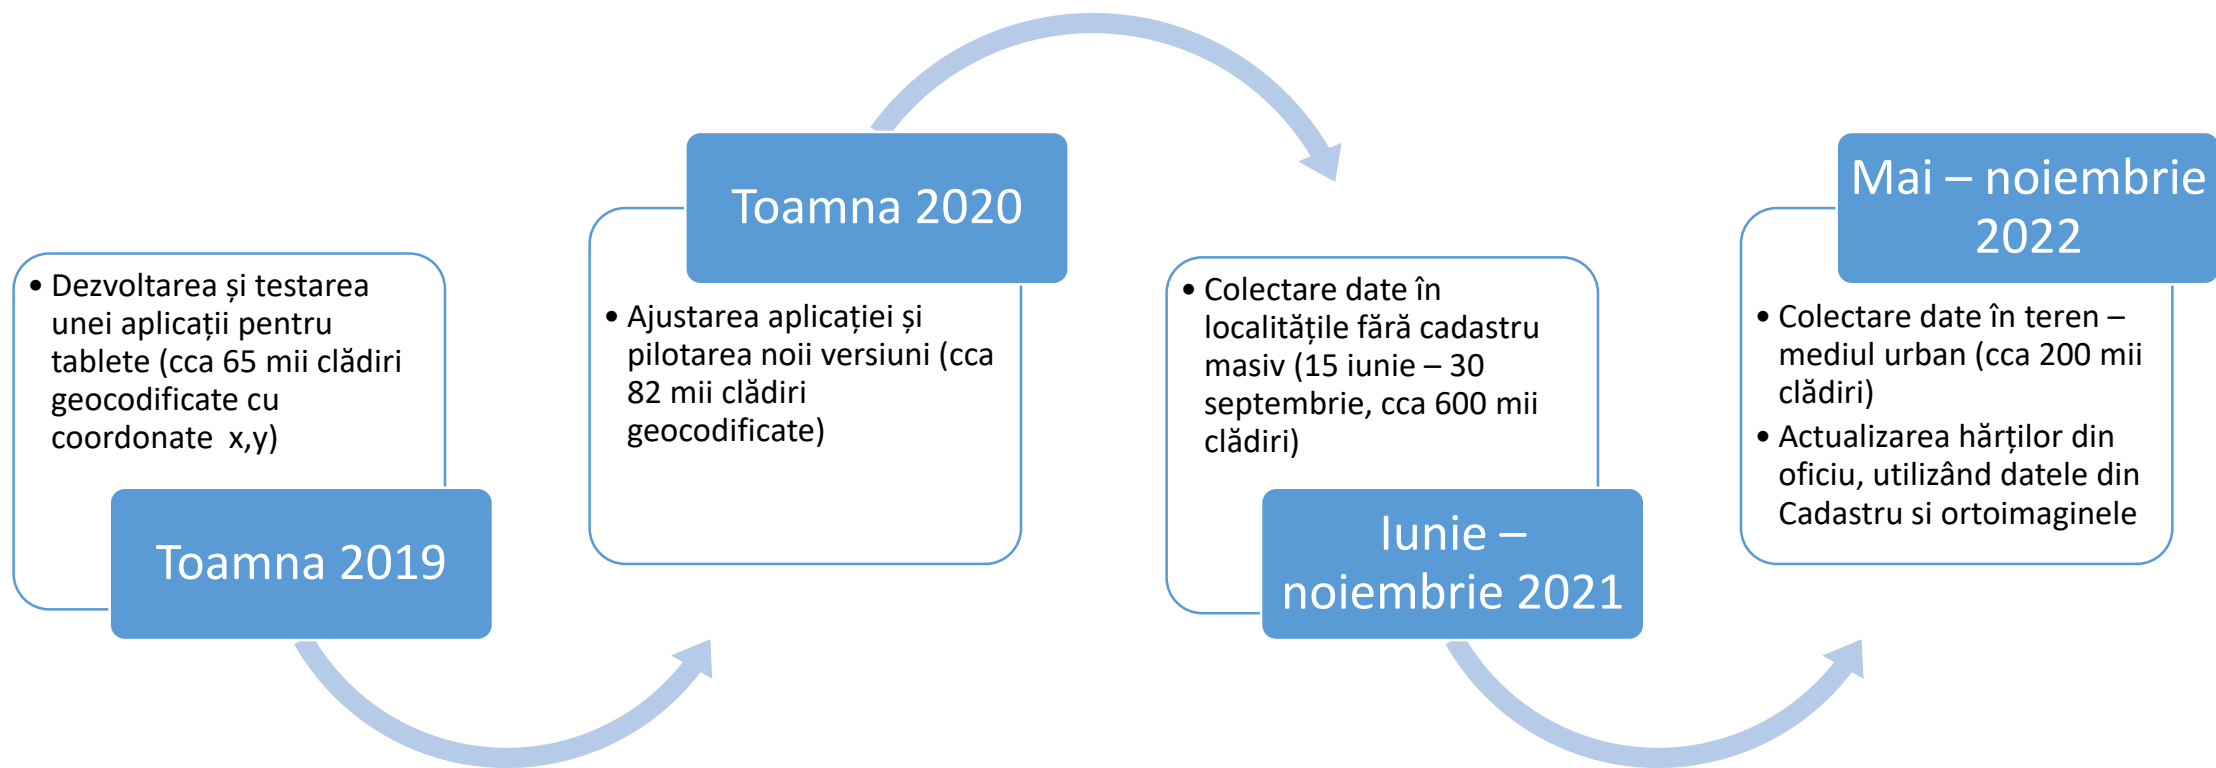 • Dezvoltarea și testarea
unei aplicații pentru
tablete (cca 65 mii clădiri
geocodificate cu
coordonate  x,y)
Toamna 2019
Toamna 2020
• Ajustarea aplicației și
pilotarea noii versiuni (cca
82 mii clădiri
geocodificate)
• Colectare date în
localitățile fără cadastru
masiv (15 iunie – 30
septembrie, cca 600 mii
clădiri)
Iunie –
noiembrie 2021
Mai – noiembrie
2022
• Colectare date în teren –
mediul urban (cca 200 mii
clădiri)
• Actualizarea hărților din
oficiu, utilizând datele din
Cadastru si ortoimaginele